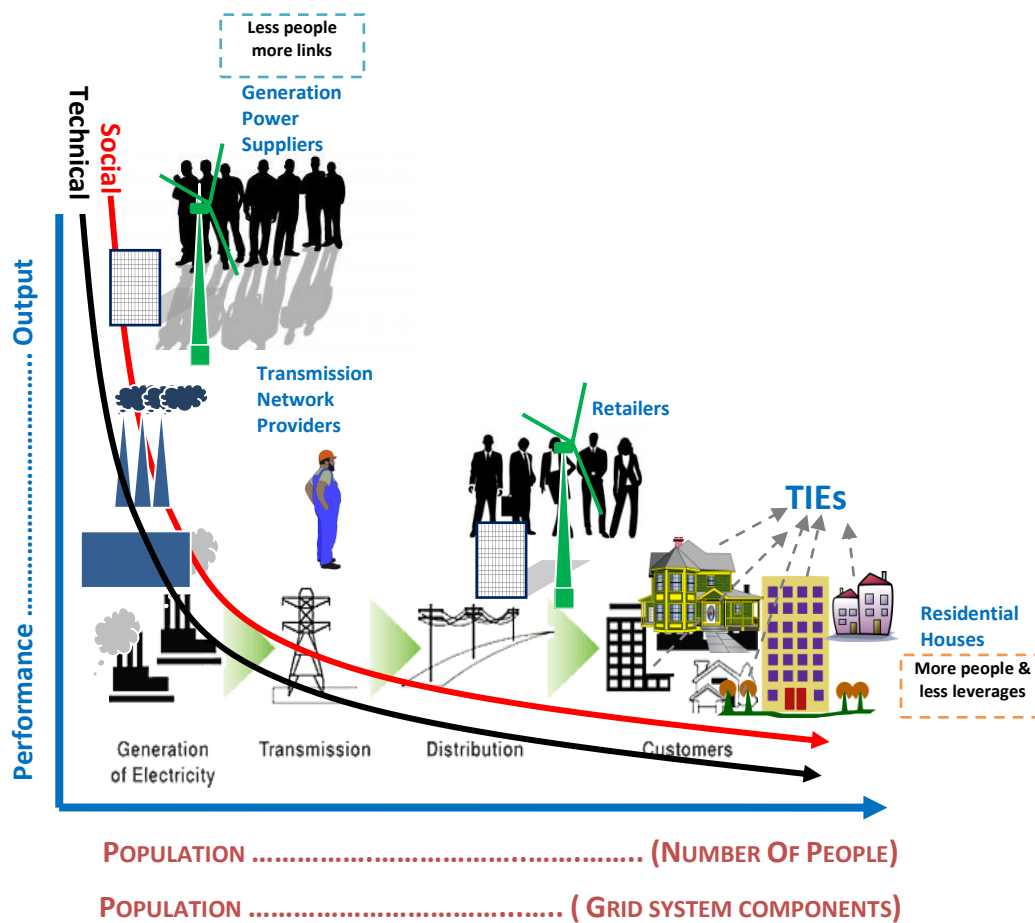 Less people
more links
Technical
Social
Generation
Power
Suppliers
Performance ........................... Output
Transmission
Network
Providers
Retailers
TIEs
Residential
Houses
More people &
less leverages
Generation
of Electricity
Transmission
Distribution
Customers
POPULATION ................................................ (NUMBER OF PEOPLE)
POPULATION ..................................... ( GRID SYSTEM COMPONENTS)